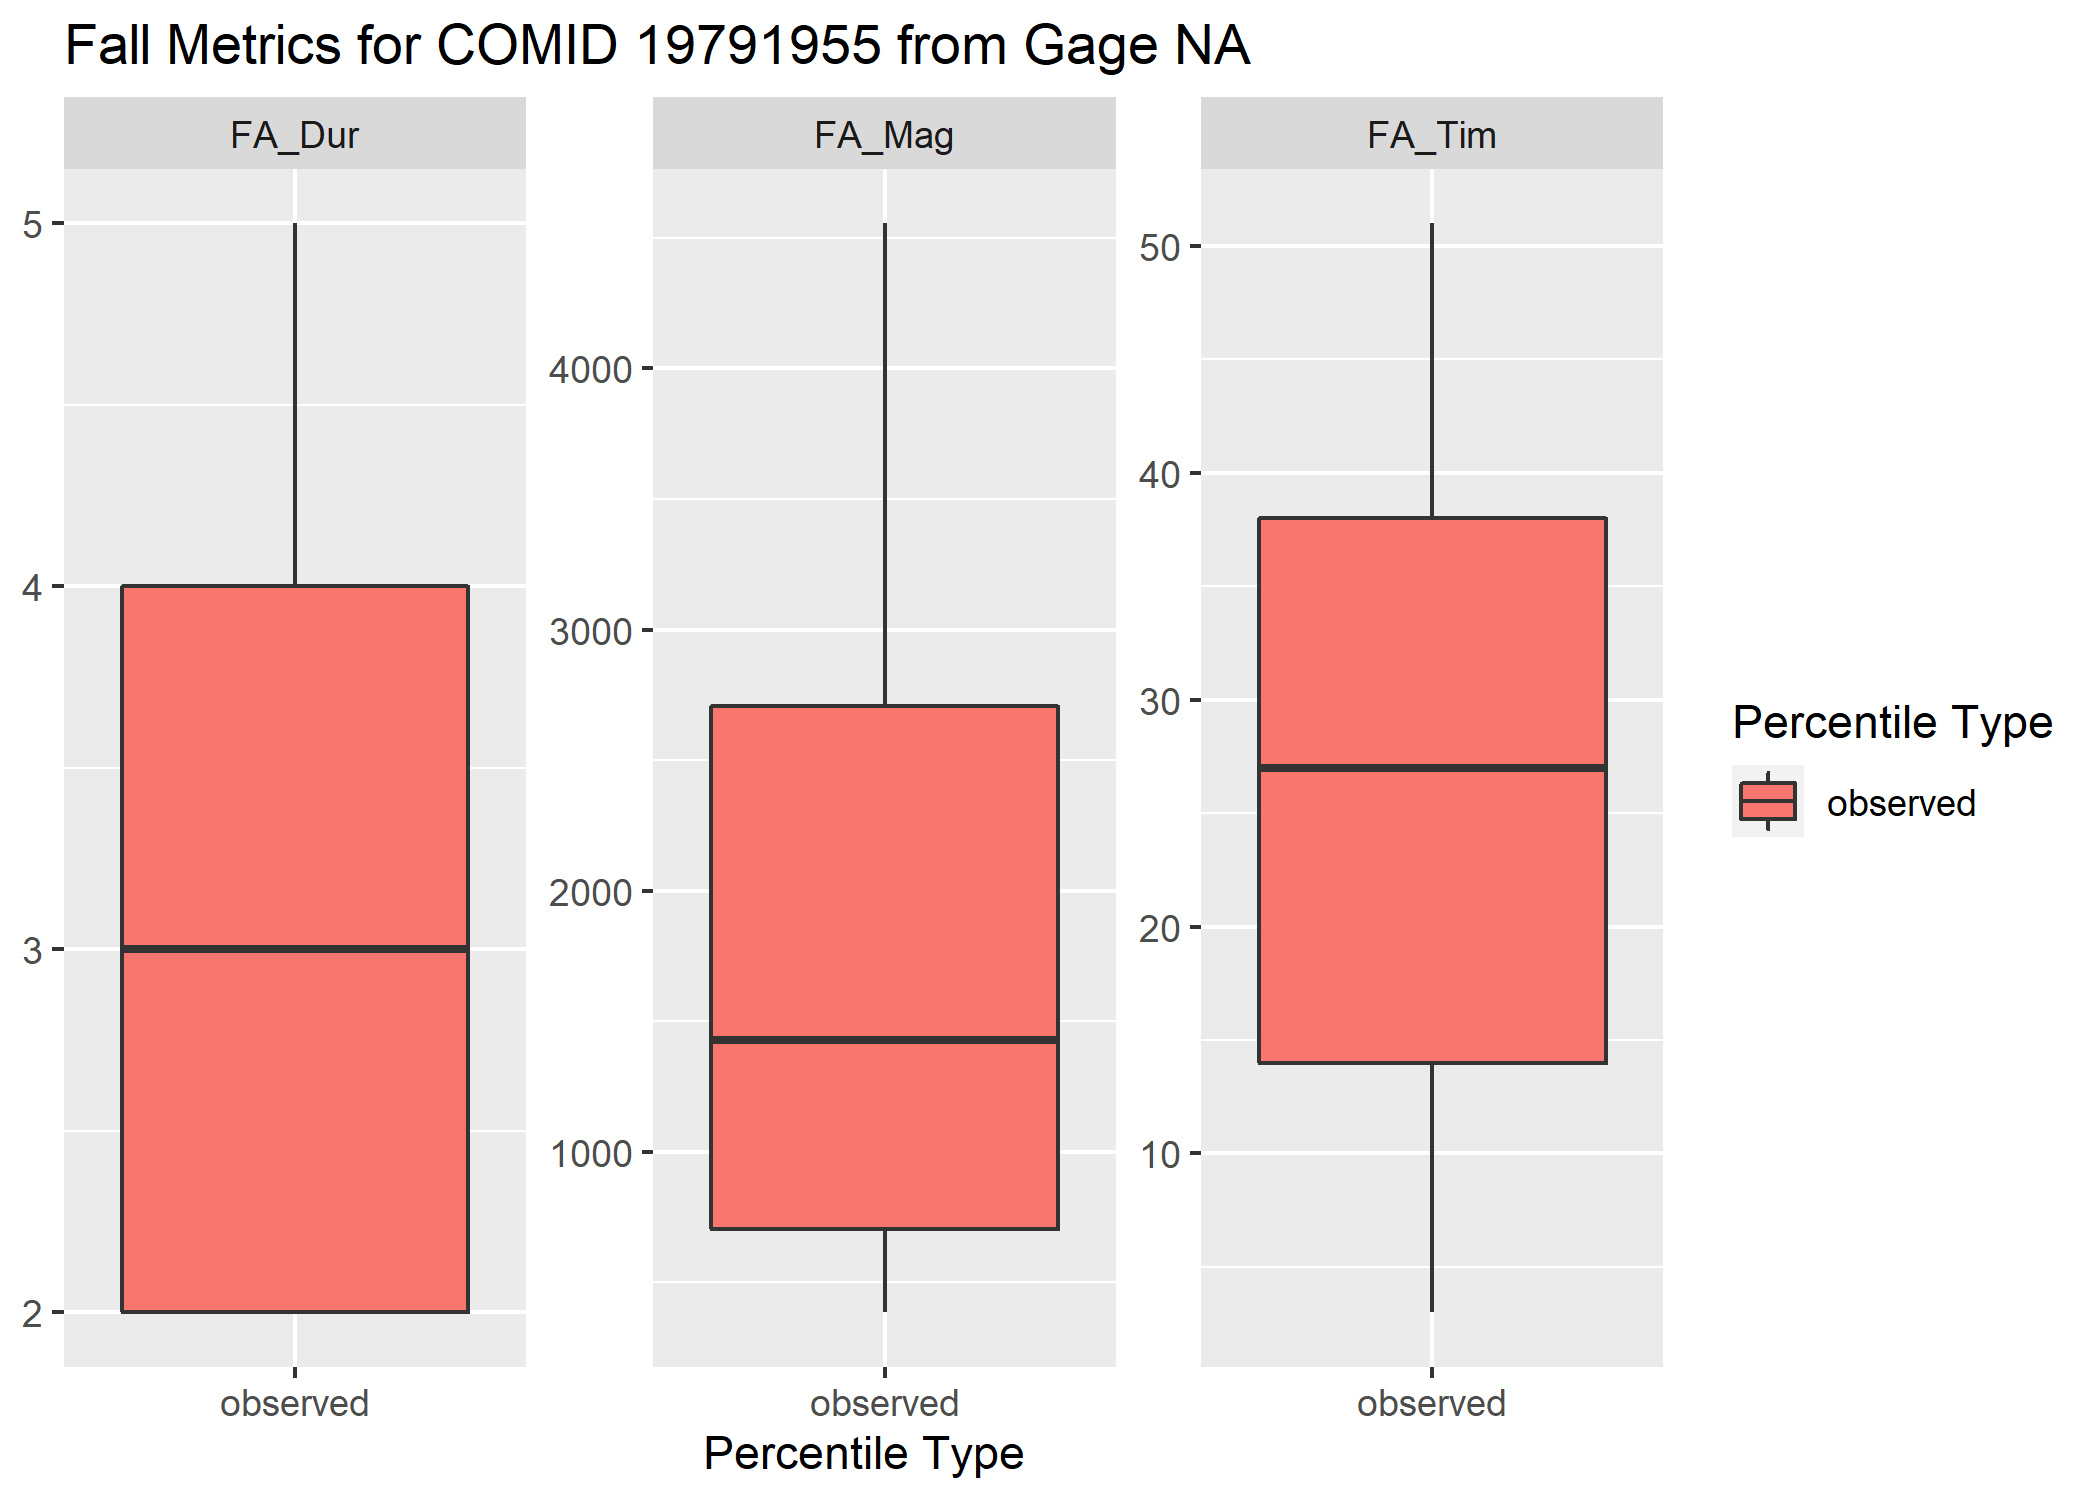 Fall Metrics for COMID 19791955 from Gage NA
FA_Dur
FA_Mag
FA_Tim
5
4
3
2
4000
3000
2000
1000
50
40
30
20
10
observed
observed
observed
Percentile Type
Percentile Type
observed